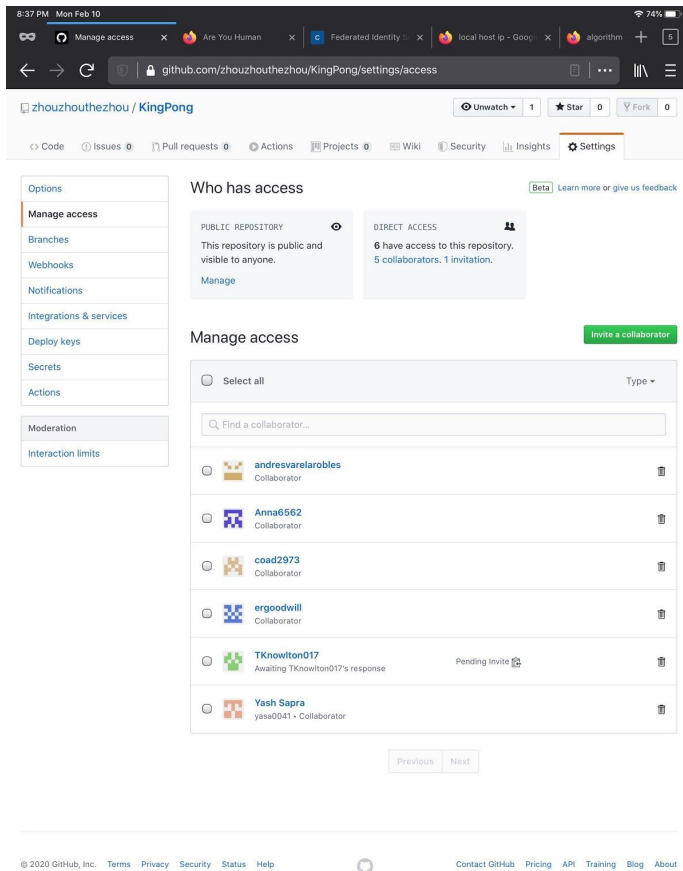 8:37 PM Mon Feb 10 74%
Manage access Are You Human Federated Identity local host ip - Goog algorithm 5
github.com/zhouzhouthezhou/KingPong/settings/access
zhouzhouthezhou / KingPong Unwatch 1 Star 0 Fork 0
Code Issues 0 Pull requests 0 Actions Projects 0 Wiki Security Insights Settings
Options
Manage access
Branches
Webhooks
Notifications
Integrations & services
Deploy keys
Secrets
Actions
Moderation
Interaction limits
Who has access Beta Learn more or give us feedback
PUBLIC REPOSITORY
This repository is public and
visible to anyone.
Manage
DIRECT ACCESS
6 have access to this repository.
5 collaborators. 1 invitation.
Manage access Invite a collaborator
Select all Type
Find a collaborator...
andresvarelarobles
Collaborator
Anna6562
Collaborator
coad2973
Collaborator
ergoodwill
Collaborator
TKnowlton017
Awaiting TKnowlton017's response Pending Invite
Yash Sapra
yasa0041 • Collaborator
Previous Next
© 2020 GitHub, Inc. Terms Privacy Security Status Help Contact GitHub Pricing API Training Blog About